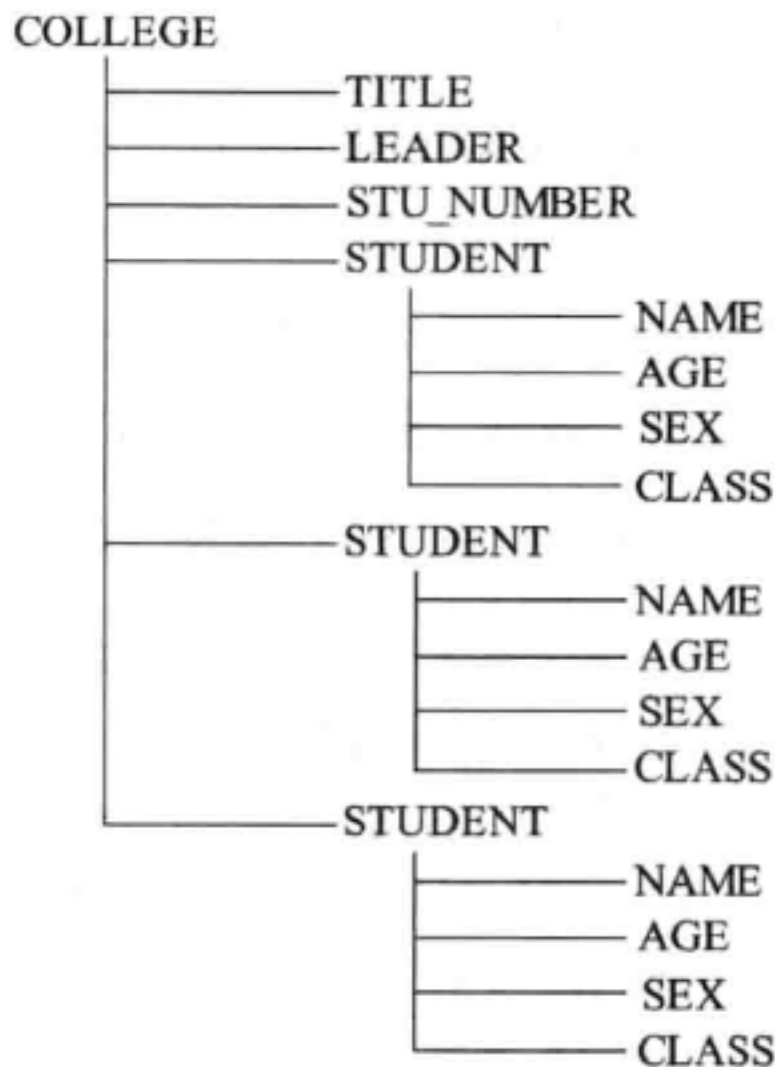 COLLEGE
TITLE
LEADER
STU_NUMBER
STUDENT
NAME
AGE
SEX
CLASS
STUDENT
NAME
AGE
SEX
CLASS
STUDENT
NAME
AGE
SEX
CLASS